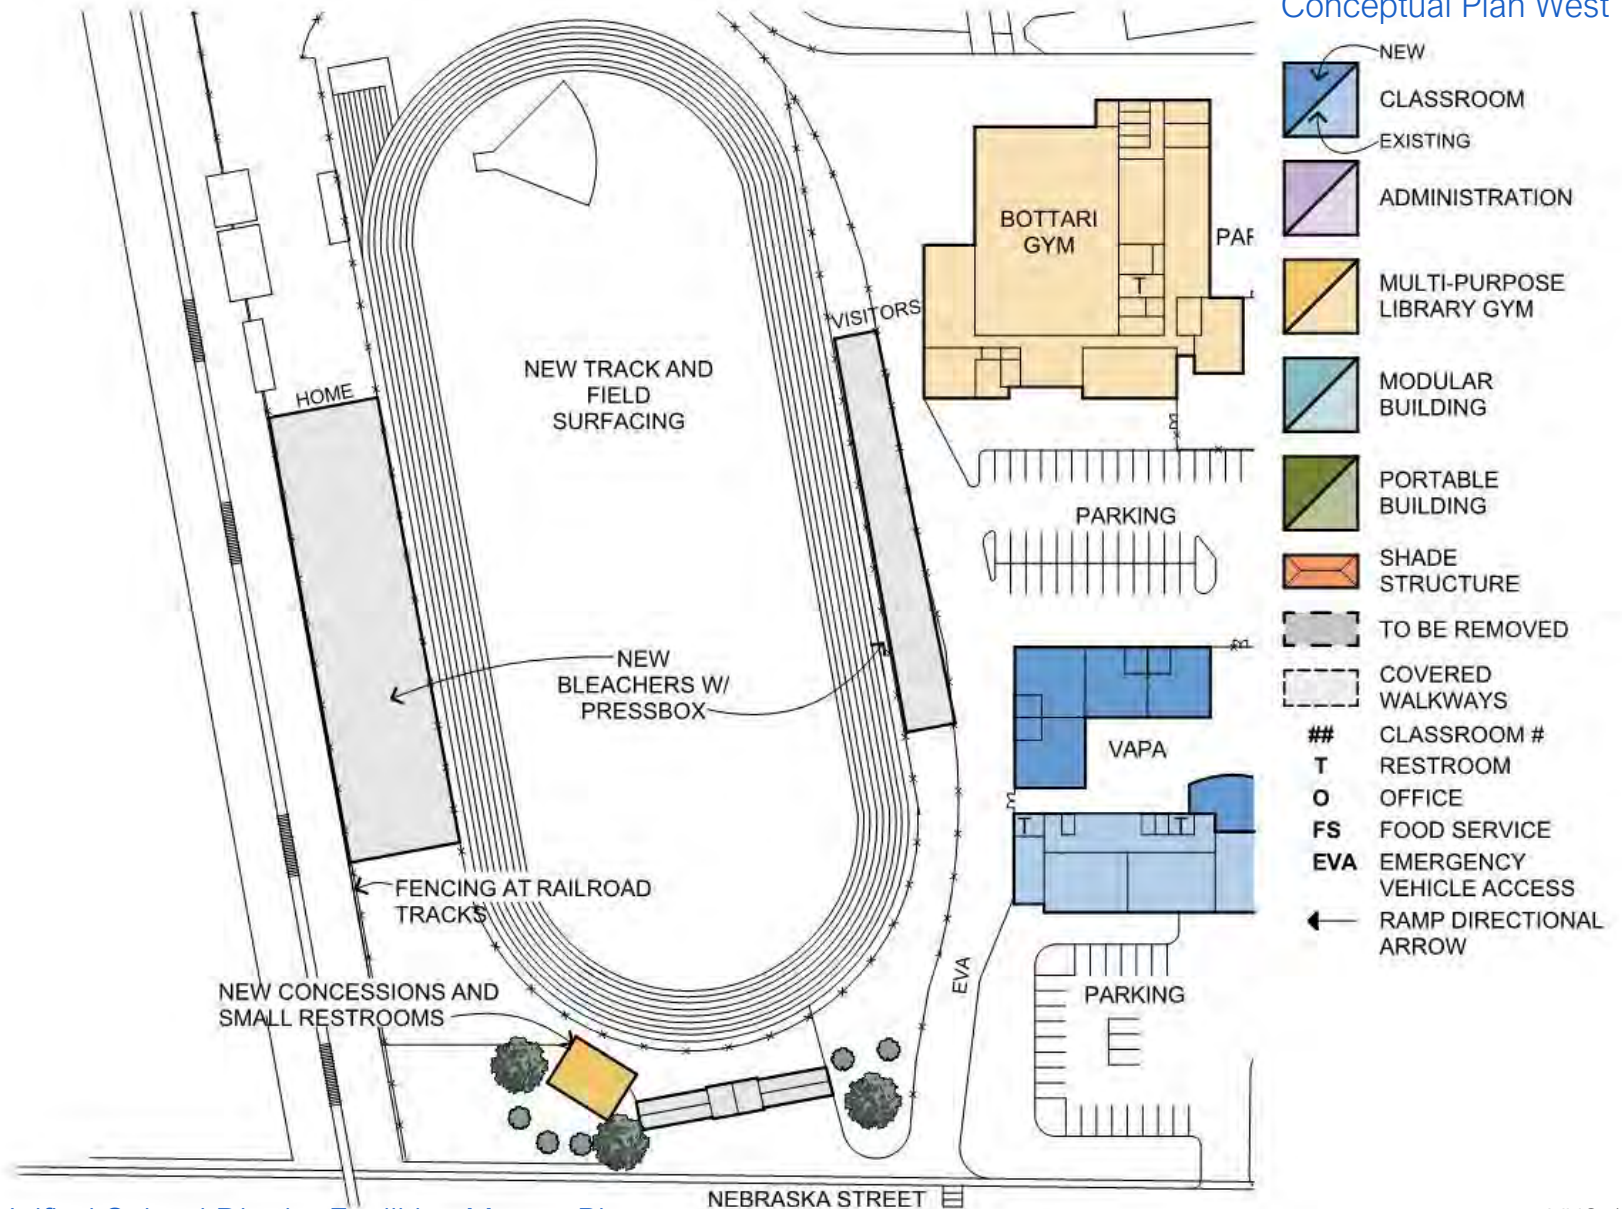 Conceptual Plan West
NEW
CLASSROOM
EXISTING
ADMINISTRATION
MULTI-PURPOSE
LIBRARY GYM
MODULAR
BUILDING
PORTABLE
BUILDING
SHADE
STRUCTURE
TO BE REMOVED
COVERED
WALKWAYS
## CLASSROOM #
T RESTROOM
O OFFICE
FS FOOD SERVICE
EVA EMERGENCY
VEHICLE ACCESS
RAMP DIRECTIONAL
ARROW
BOTTARI
GYM
T
VISITORS
HOME
NEW TRACK AND
FIELD
SURFACING
PARKING
NEW
BLEACHERS W/
PRESSBOX
VAPA
T
T
FENCING AT RAILROAD
TRACKS
EVA
PARKING
NEW CONCESSIONS AND
SMALL RESTROOMS
NEBRASKA STREET